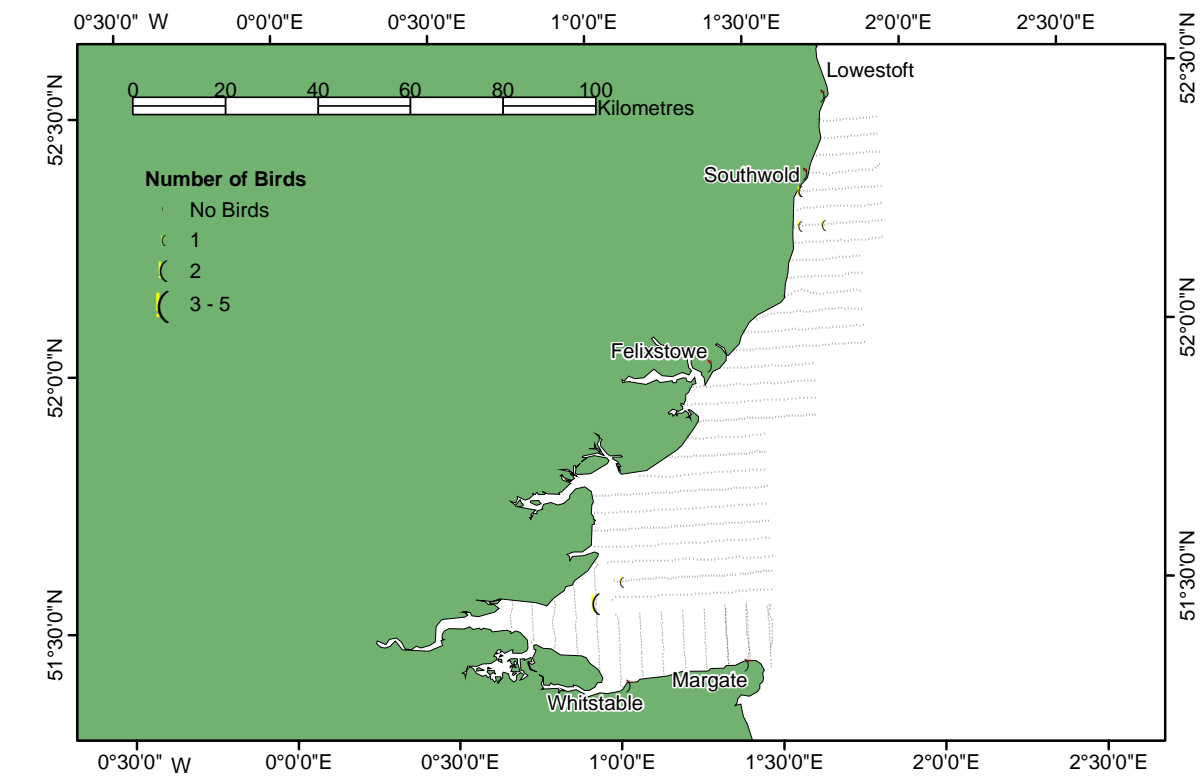 0°30'0" W 0°0'0"E 0°30'0"E 1°0'0"E 1°30'0"E 2°0'0"E 2°30'0"E
52°30'0"N
Lowestoft
0 20 40 60 80 100
Kilometres
52°30'0"N
Southwold
Number of Birds
No Birds
1
2
3 - 5
52°0'0"N
Felixstowe
52°0'0"N
51°30'0"N
51°30'0"N
Margate
Whitstable
0°30'0" W 0°0'0"E 0°30'0"E 1°0'0"E 1°30'0"E 2°0'0"E 2°30'0"E